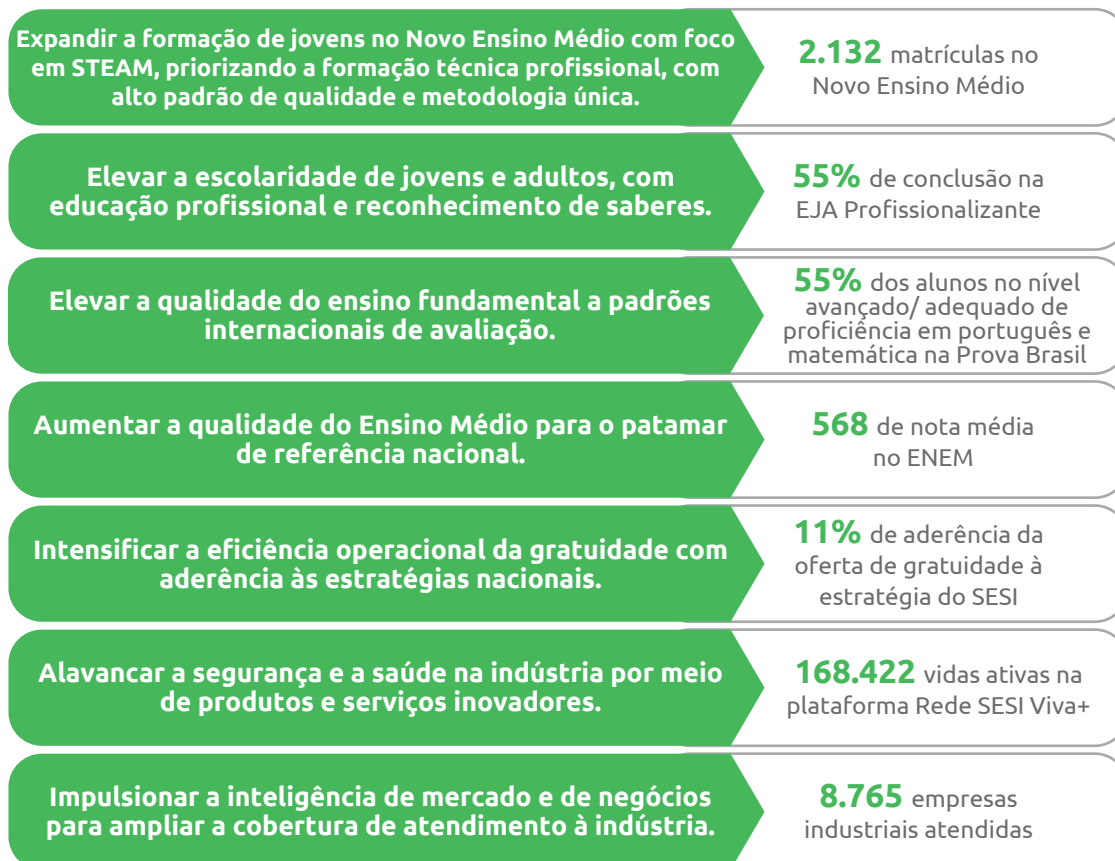 Expandir a formação de jovens no Novo Ensino Médio com foco
em STEAM, priorizando a formação técnica profissional, com
alto padrão de qualidade e metodologia única.
2.132 matrículas no
Novo Ensino Médio
Elevar a escolaridade de jovens e adultos, com
educação profissional e reconhecimento de saberes.
55% de conclusão na
EJA Profissionalizante
Elevar a qualidade do ensino fundamental a padrões
internacionais de avaliação.
55% dos alunos no nível
avançado/ adequado de
proficiência em português e
matemática na Prova Brasil
Aumentar a qualidade do Ensino Médio para o patamar
de referência nacional.
568 de nota média
no ENEM
Intensificar a eficiência operacional da gratuidade com
aderência às estratégias nacionais.
11% de aderência da
oferta de gratuidade à
estratégia do SESI
Alavancar a segurança e a saúde na indústria por meio
de produtos e serviços inovadores.
168.422 vidas ativas na
plataforma Rede SESI Viva+
Impulsionar a inteligência de mercado e de negócios
para ampliar a cobertura de atendimento à indústria.
8.765 empresas
industriais atendidas